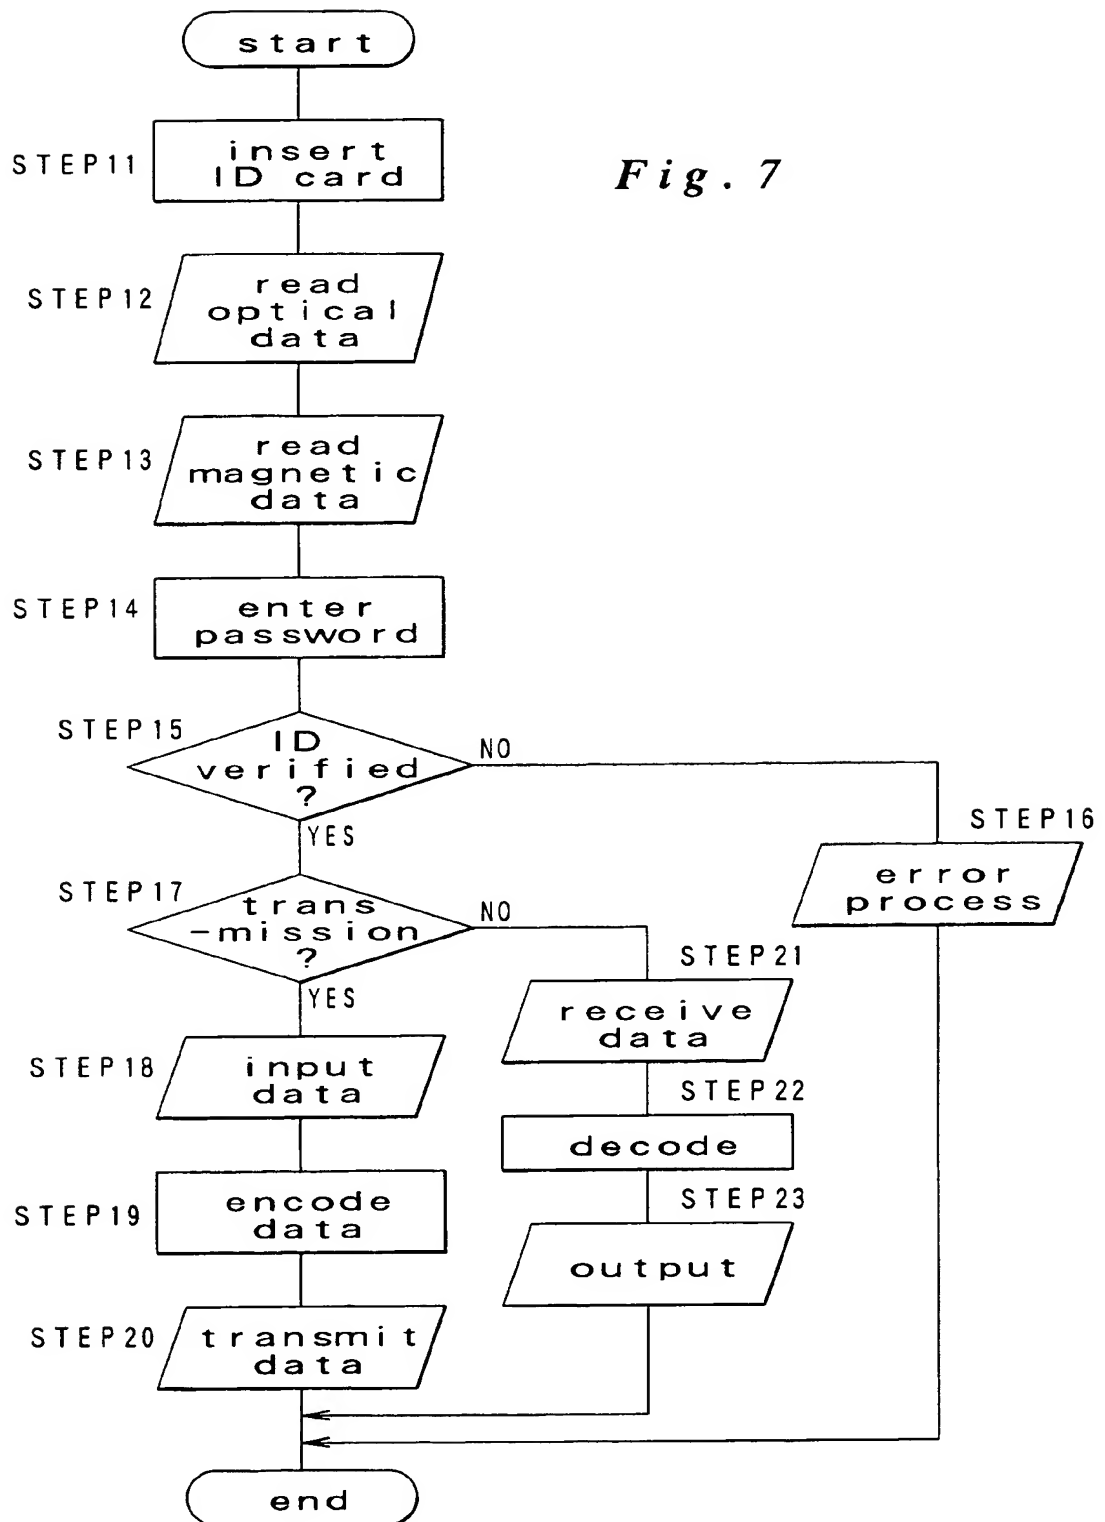 start
STEP11
insert
ID card
Fig. 7
STEP12
read
optical
data
STEP13
read
magnetic
data
STEP14
enter
password
STEP15
ID
verified
?
NO
YES
STEP16
error
process
STEP17
trans
-mission
?
NO
YES
STEP21
receive
data
STEP18
input
data
STEP22
decode
STEP19
encode
data
STEP23
output
STEP20
transmit
data
end